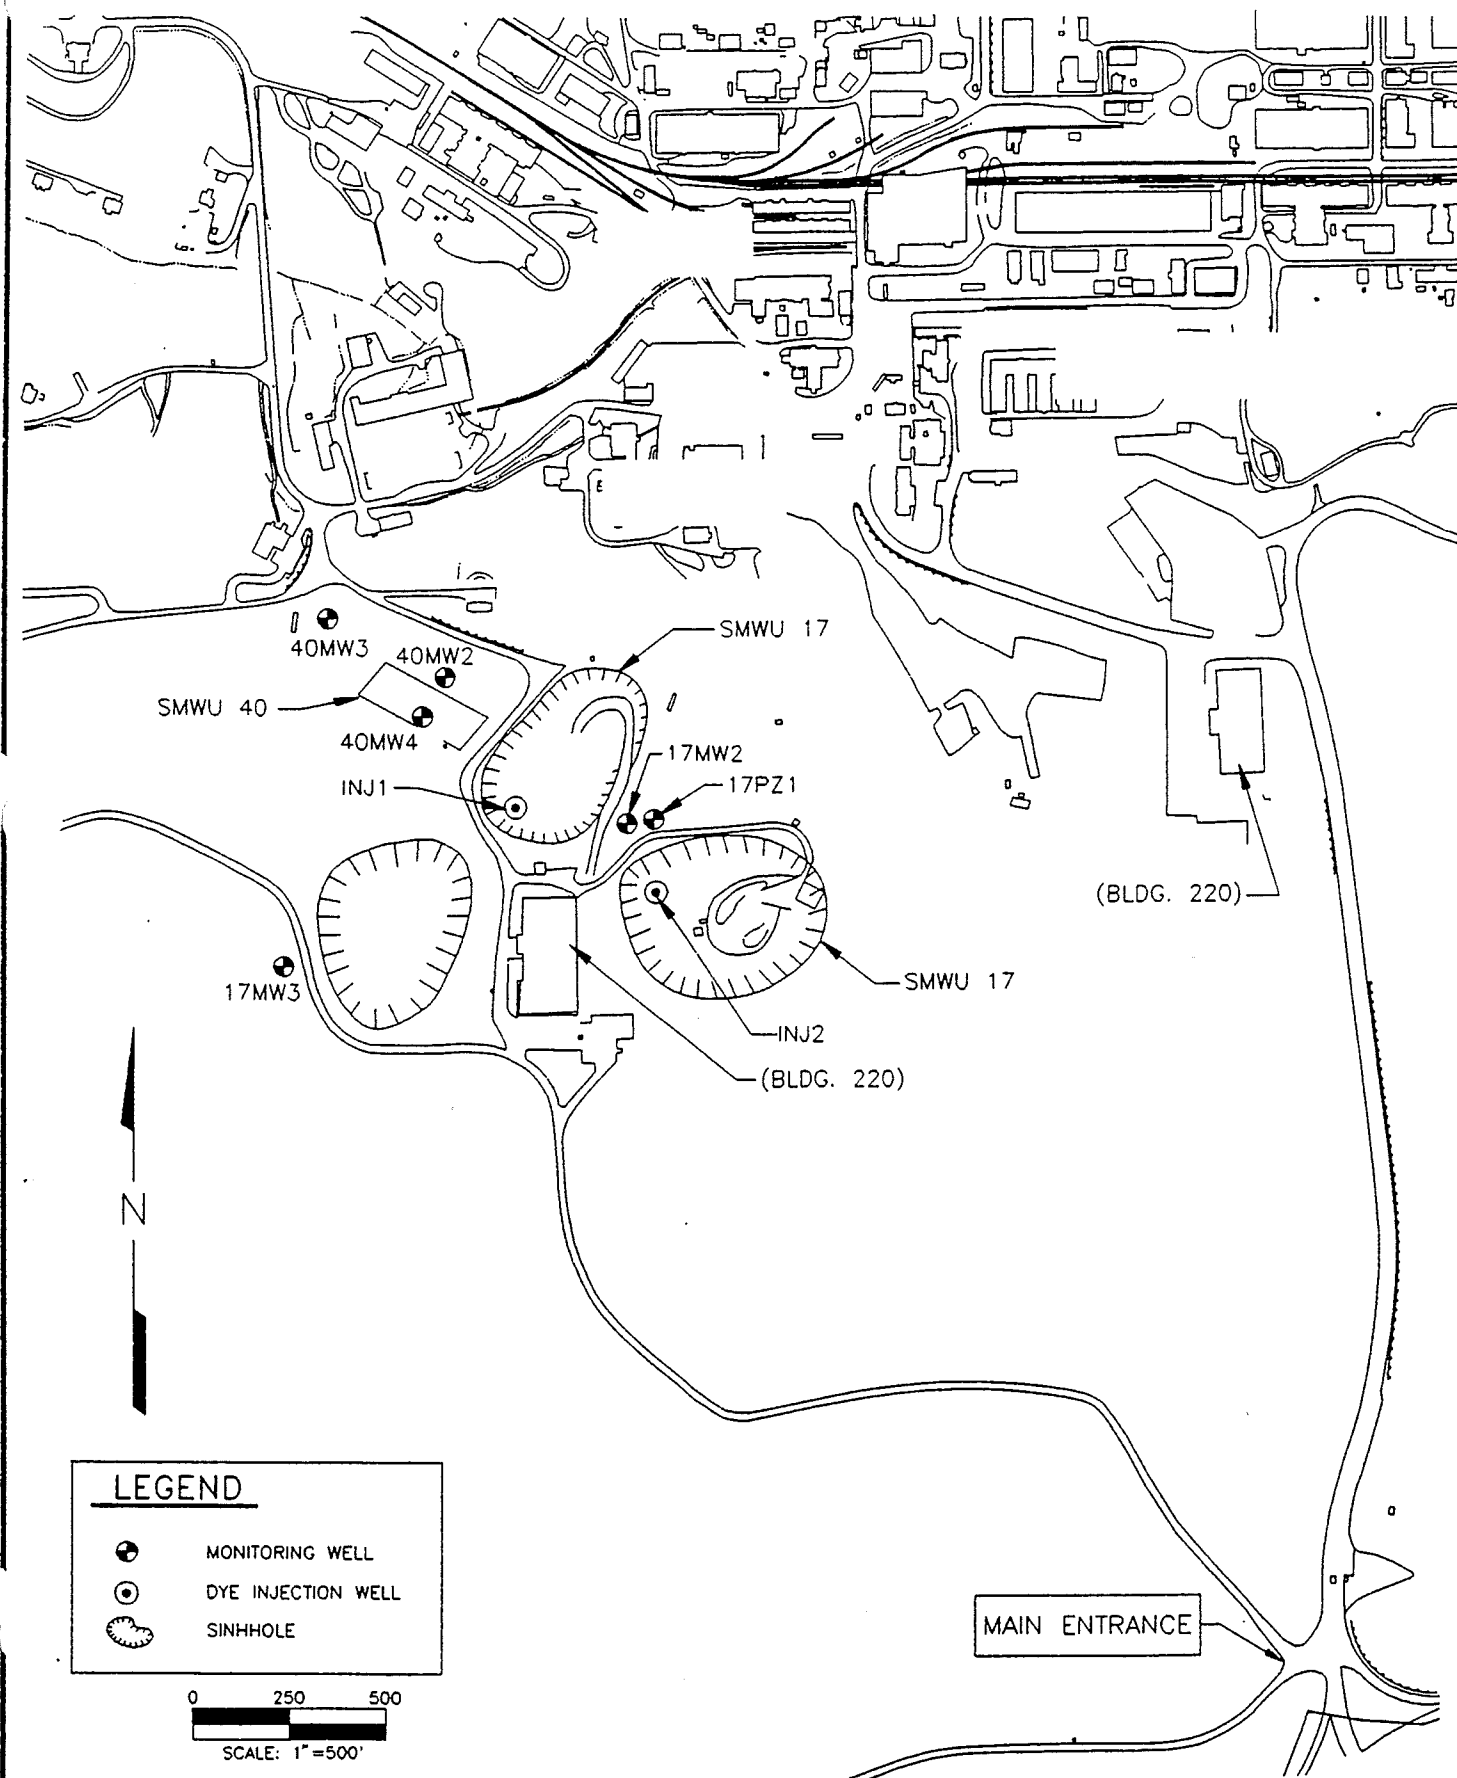 E
SMWU 17
40MW3
40MW2
SMWU 40
40MW4
17MW2
INJ1
17PZ1
(BLDG. 220)
SMWU 17
17MW3
INJ2
(BLDG. 220)
N
LEGEND
MONITORING WELL
DYE INJECTION WELL
SINHHOLE
MAIN ENTRANCE
0 250 500
SCALE: 1"=500'